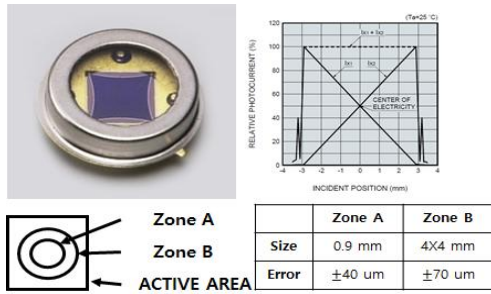 (Ta=25 °C)
RELATIVE PHOTOCURRENT (%)
120
100
80
60
40
20
0
Ix1 + Ix2
Ix1
Ix2
CENTER OF
ELECTRICITY
-4
-3
-2
-1
0
1
2
3
4
INCIDENT POSITION (mm)
Zone A
Zone B
ACTIVE AREA
Zone A Zone B
Size 0.9 mm 4X4 mm
Error ±40 um ±70 um